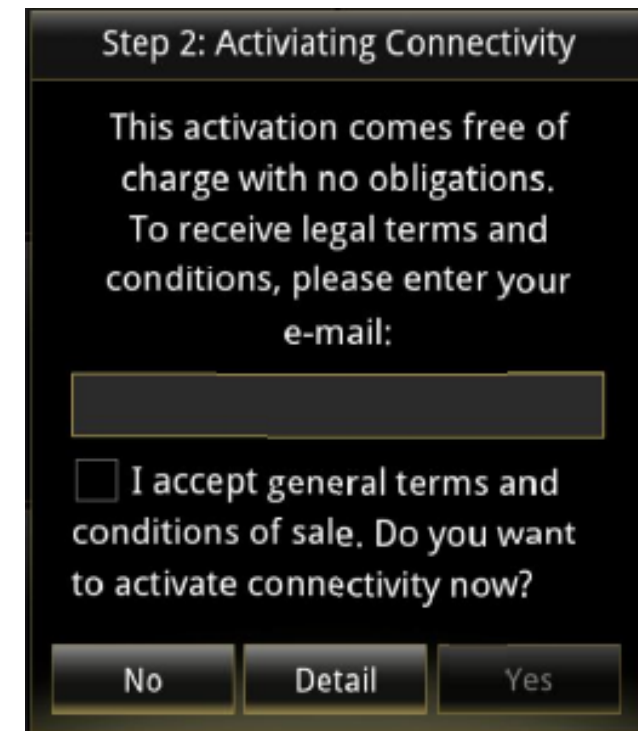 Step 2: Activiating Connectivity
This activation comes free of
charge with no obligations.
To receive legal terms and
conditions, please enter your
e-mail:
I accept general terms and
conditions of sale. Do you want
to activate connectivity now?
No Detail Yes